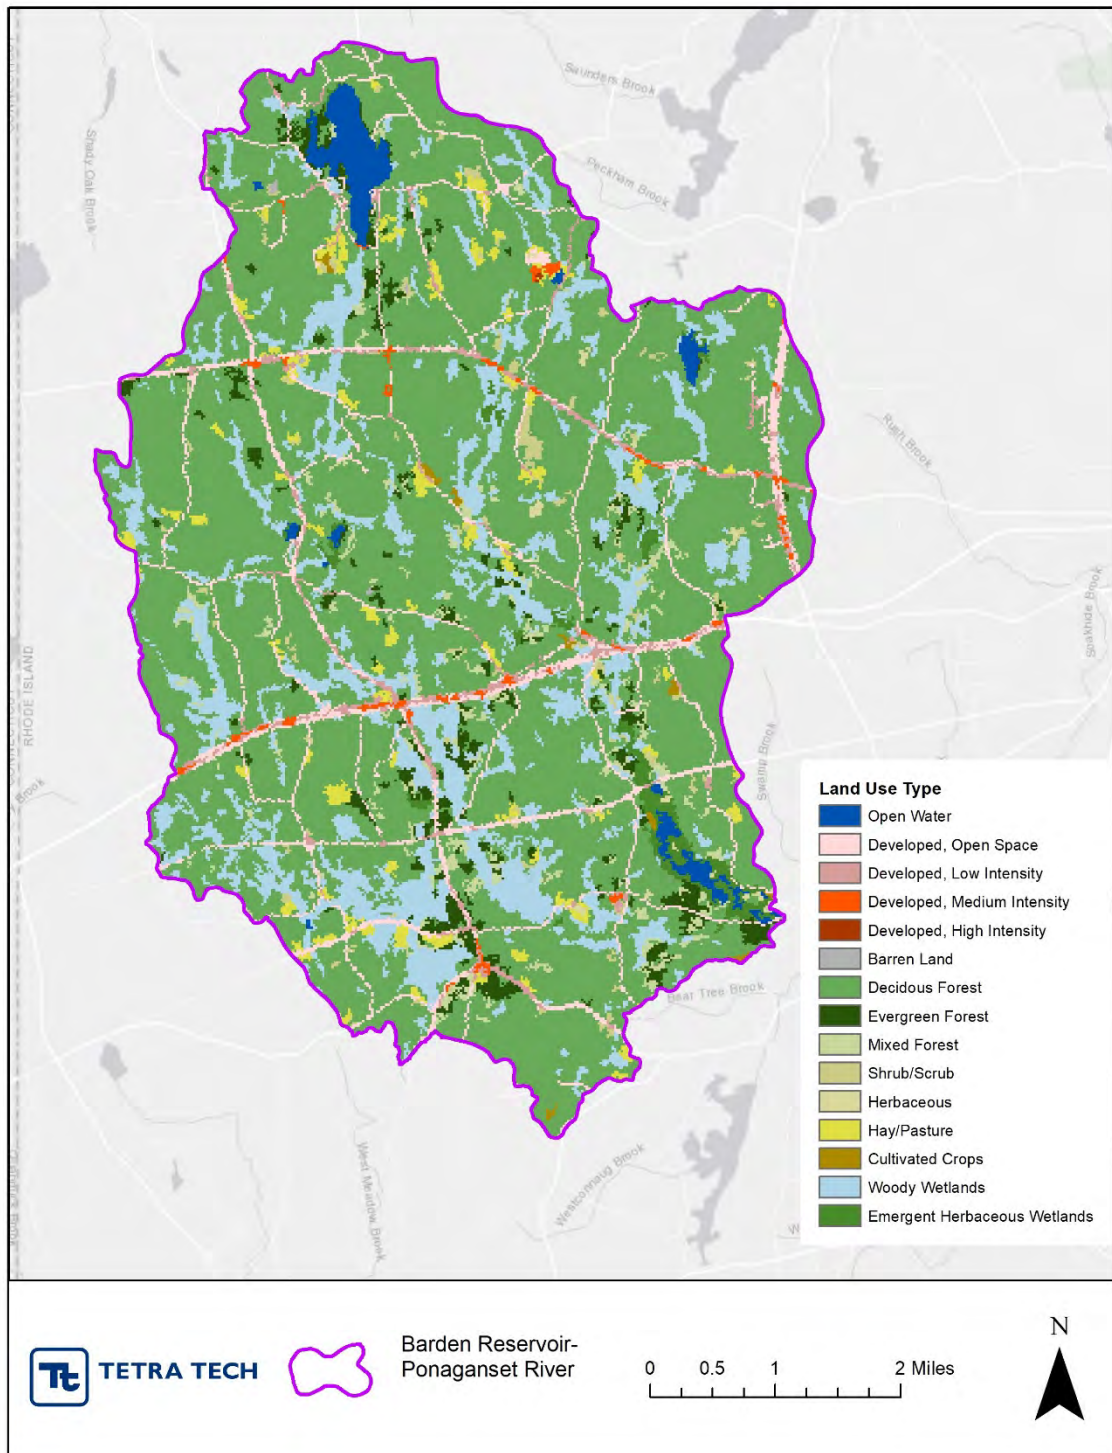 Saunders Brook
Peckham Brook
Shady Oak Brook
Rush Brook
Spakhide Brook
RHODE ISLAND
Swamp Brook
Brook
Bear Tree Brook
West Meadow Brook
Westconnaug Brook
Land Use Type
Open Water
Developed, Open Space
Developed, Low Intensity
Developed, Medium Intensity
Developed, High Intensity
Barren Land
Decidous Forest
Evergreen Forest
Mixed Forest
Shrub/Scrub
Herbaceous
Hay/Pasture
Cultivated Crops
Woody Wetlands
Emergent Herbaceous Wetlands
Tt TETRA TECH
Barden Reservoir-
Ponaganset River
0 0.5 1 2 Miles
N